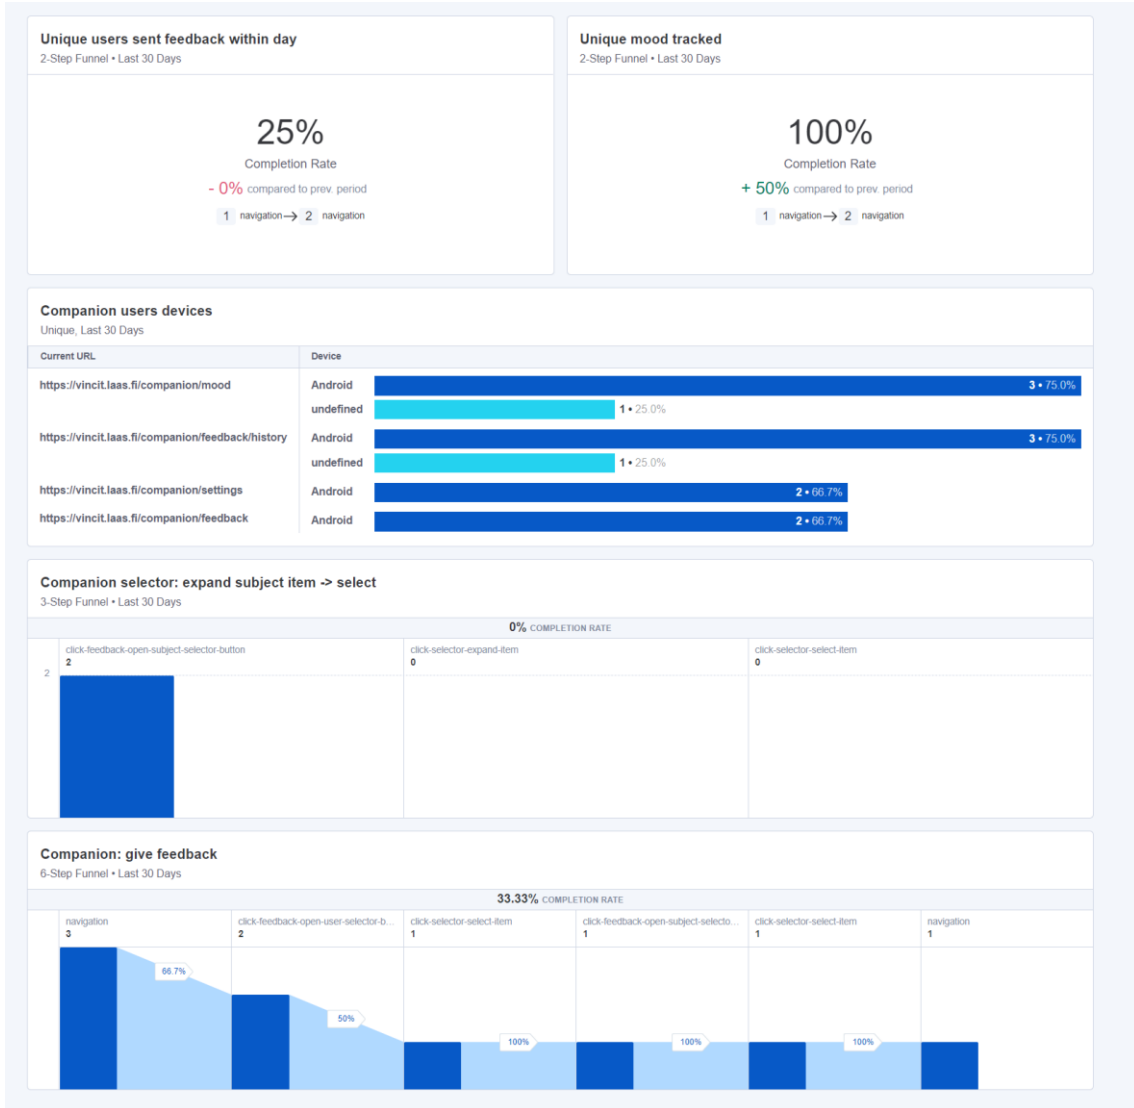 Unique users sent feedback within day
2-Step Funnel • Last 30 Days
25%
Completion Rate
- 0% compared to prev. period
1 navigation → 2 navigation
Unique mood tracked
2-Step Funnel • Last 30 Days
100%
Completion Rate
+ 50% compared to prev. period
1 navigation → 2 navigation
Companion users devices
Unique, Last 30 Days
Current URL Device
https://vincit.laas.fi/companion/mood Android 3 • 75.0%
undefined 1 • 25.0%
https://vincit.laas.fi/companion/feedback/history Android 3 • 75.0%
undefined 1 • 25.0%
https://vincit.laas.fi/companion/settings Android 2 • 66.7%
https://vincit.laas.fi/companion/feedback Android 2 • 66.7%
Companion selector: expand subject item -> select
3-Step Funnel • Last 30 Days
0% COMPLETION RATE
click-feedback-open-subject-selector-button click-selector-expand-item click-selector-select-item
2 0 0
2
Companion: give feedback
6-Step Funnel • Last 30 Days
33.33% COMPLETION RATE
navigation click-feedback-open-user-selector-b... click-selector-select-item click-feedback-open-subject-selecto... click-selector-select-item navigation
3 2 1 1 1 1
66.7%
50%
100% 100% 100%